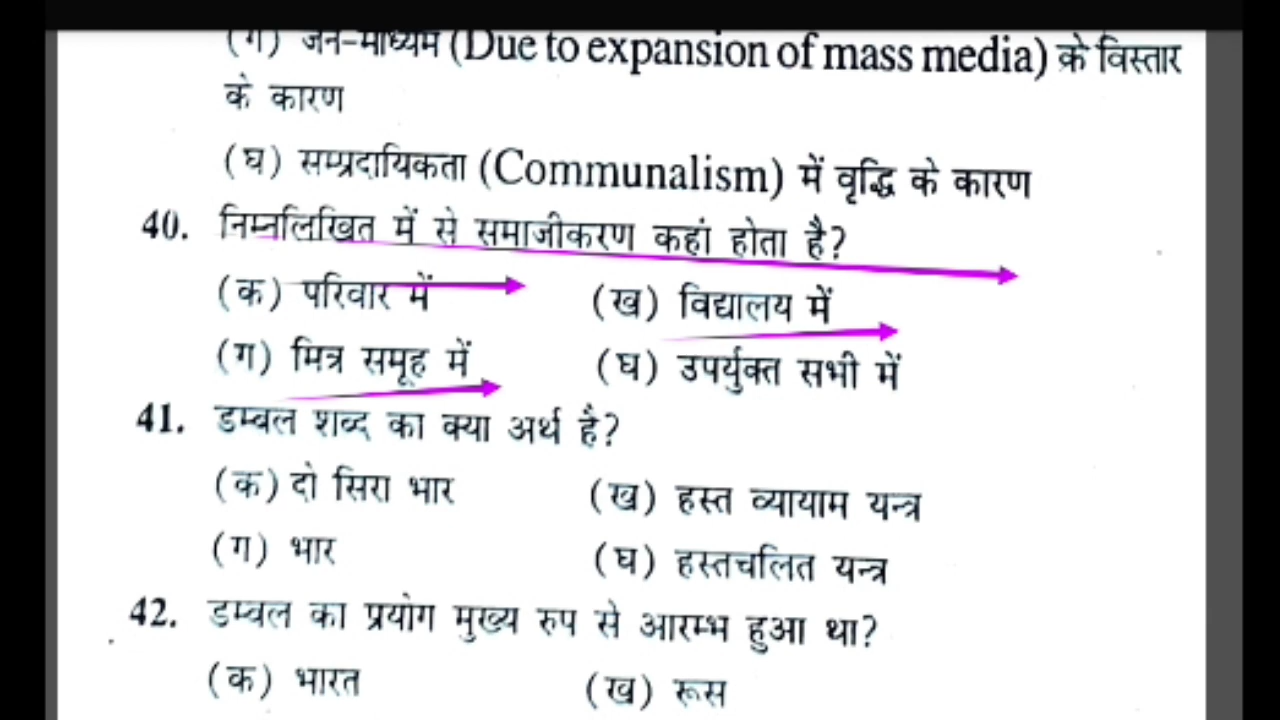 (ग) जन-माध्यम (Due to expansion of mass media) के विस्तार
के कारण
(घ) सम्प्रदायिकता (Communalism) में वृद्धि के कारण
40. निम्नलिखित में से समाजीकरण कहां होता है?
(क) परिवार में (ख) विद्यालय में
(ग) मित्र समूह में (घ) उपर्युक्त सभी में
41. डम्बल शब्द का क्या अर्थ है?
(क) दो सिरा भार (ख) हस्त व्यायाम यन्त्र
(ग) भार (घ) हस्तचलित यन्त्र
42. डम्बल का प्रयोग मुख्य रुप से आरम्भ हुआ था?
(क) भारत (ख) रूस